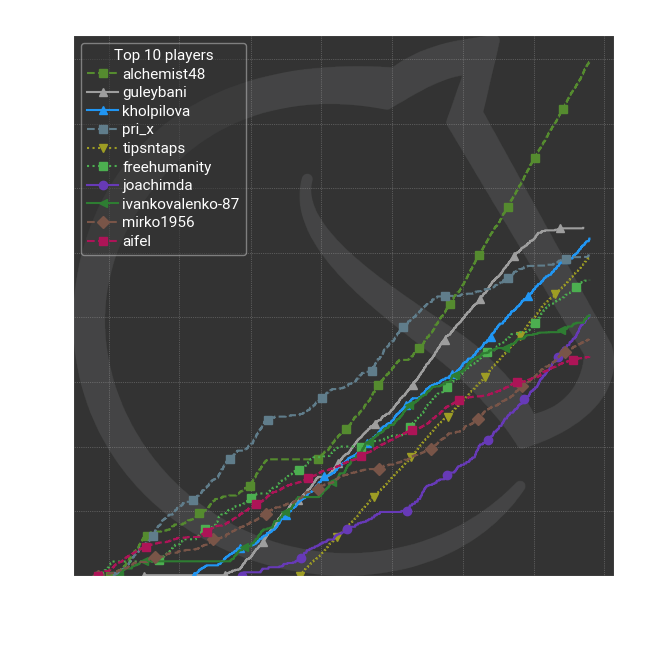 Top 10 players
alchemist48
guleybani
kholpilova
pri_x
tipsntaps
freehumanity
joachimda
ivankovalenko-87
mirko1956
aifel